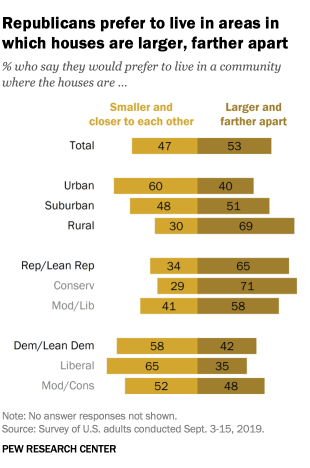 Republicans prefer to live in areas in
which houses are larger, farther apart
% who say they would prefer to live in a community
where the houses are ...
Smaller and closer to each other
Larger and farther apart
Total 47 53
Urban 60 40
Suburban 48 51
Rural 30 69
Rep/Lean Rep 34 65
Conserv 29 71
Mod/Lib 41 58
Dem/Lean Dem 58 42
Liberal 65 35
Mod/Cons 52 48
Note: No answer responses not shown.
Source: Survey of U.S. adults conducted Sept. 3-15, 2019.
PEW RESEARCH CENTER